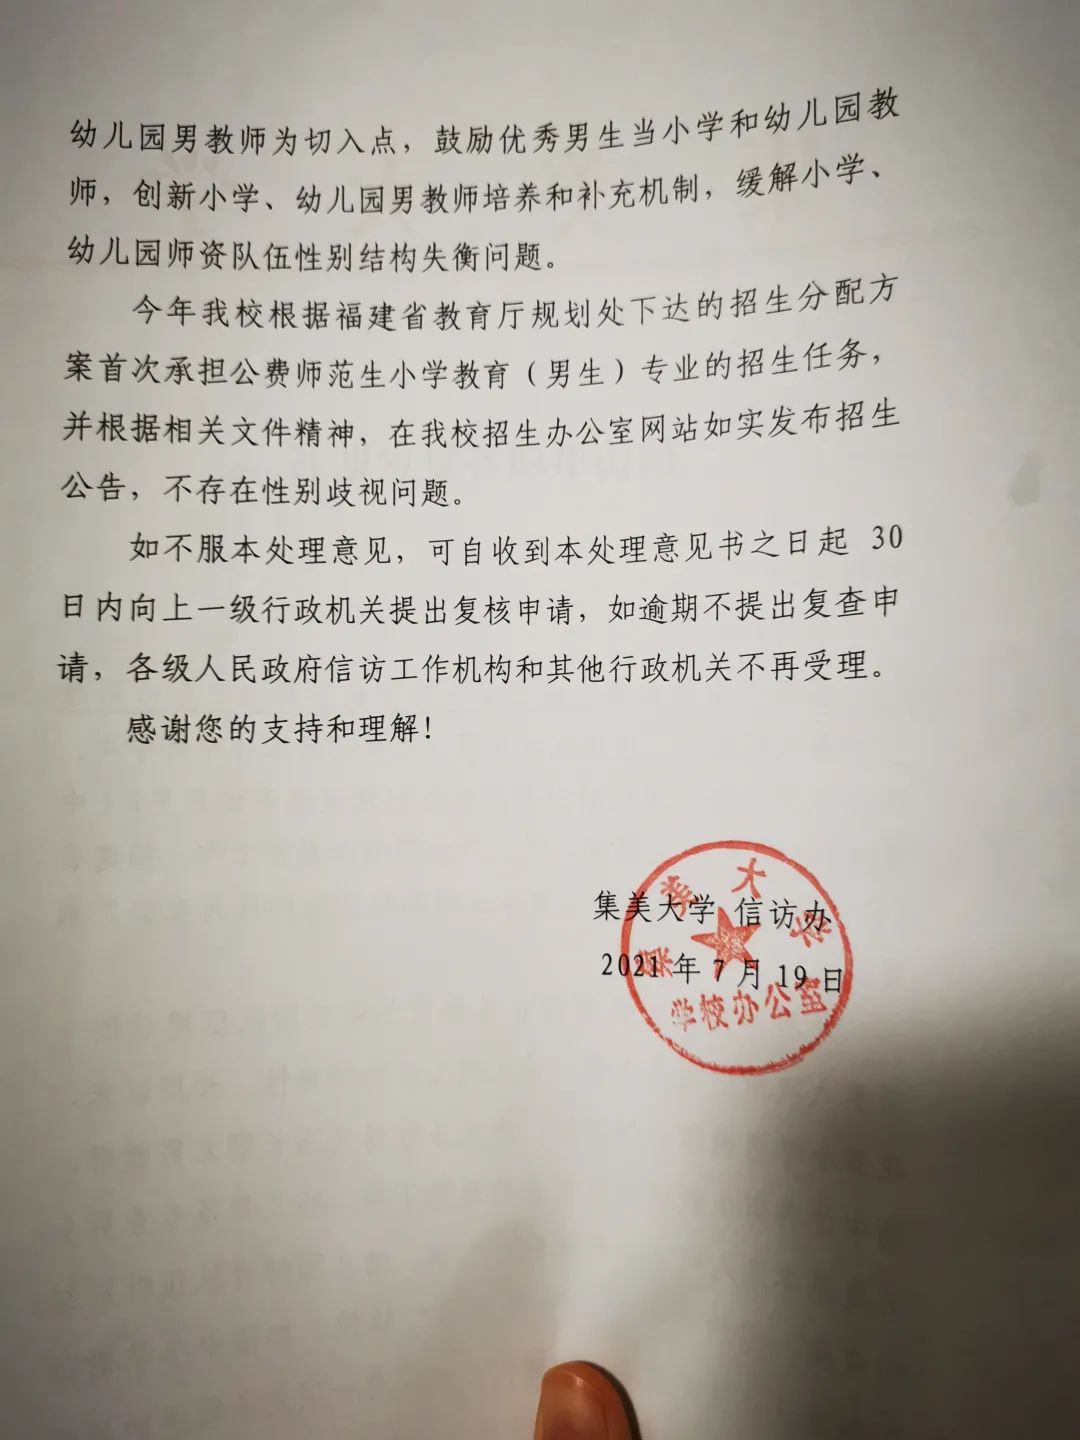 幼儿园男教师为切入点，鼓励优秀男生当小学和幼儿园教
师，创新小学、幼儿园男教师培养和补充机制，缓解小学、
幼儿园师资队伍性别结构失衡问题。
今年我校根据福建省教育厅规划处下达的招生分配方
案首次承担公费师范生小学教育（男生）专业的招生任务，
并根据相关文件精神，在我校招生办公室网站如实发布招生
公告，不存在性别歧视问题。
如不服本处理意见，可自收到本处理意见书之日起 30
日内向上一级行政机关提出复核申请，如逾期不提出复查申
请，各级人民政府信访工作机构和其他行政机关不再受理。
感谢您的支持和理解！
集美大学 信访办
2021 年 7 月 19 日
集美大学
学校办公室